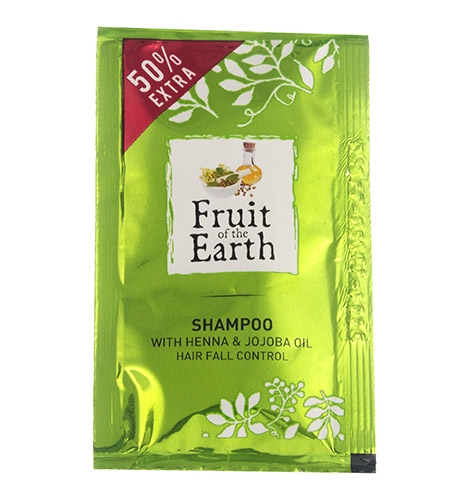 50%
EXTRA
Fruit
of the
Earth
SHAMPOO
WITH HENNA & JOJOBA OIL
HAIR FALL CONTROL